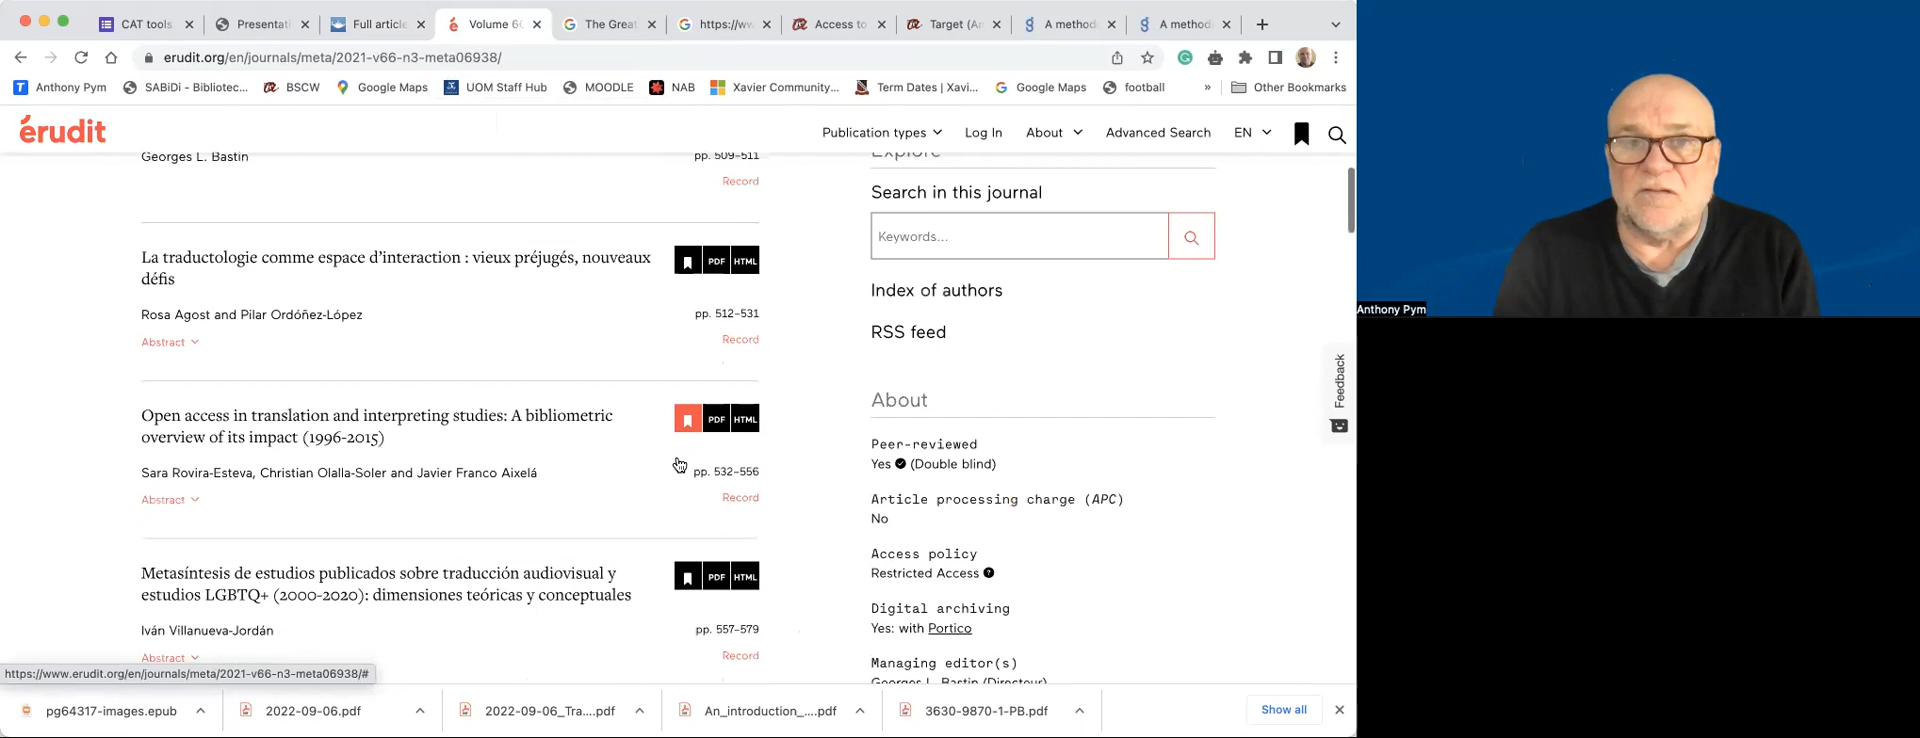 CAT tools
Presentati
Full article
Volume 6
The Great
https://w
Access to
Target (A
A method
A method
erudit.org/en/journals/meta/2021-v66-n3-meta06938/
Anthony Pym
SABiDi - Bibliotec...
BSCW
Google Maps
UOM Staff Hub
MOODLE
NAB
Xavier Community...
Term Dates | Xavi...
Google Maps
football
»
Other Bookmarks
érudit
Publication types
Log In
About
Advanced Search
EN
Georges L. Bastin
pp. 509–511
Record
La traductologie comme espace d’interaction : vieux préjugés, nouveaux
défis
PDF
HTML
Rosa Agost and Pilar Ordóñez-López
pp. 512–531
Abstract
Record
Open access in translation and interpreting studies: A bibliometric
overview of its impact (1996-2015)
PDF
HTML
Sara Rovira-Esteva, Christian Olalla-Soler and Javier Franco Aixelá
pp. 532–556
Abstract
Record
Metasíntesis de estudios publicados sobre traducción audiovisual y
estudios LGBTQ+ (2000-2020): dimensiones teóricas y conceptuales
PDF
HTML
Iván Villanueva-Jordán
pp. 557–579
Abstract
Record
Explore
Search in this journal
Keywords...
Index of authors
RSS feed
About
Peer-reviewed
Yes (Double blind)
Article processing charge (APC)
No
Access policy
Restricted Access
Digital archiving
Yes: with Portico
Managing editor(s)
Georges L. Bastin (Directeur)
Feedback
Anthony Pym
https://www.erudit.org/en/journals/meta/2021-v66-n3-meta06938/#
pg64317-images.epub
2022-09-06.pdf
2022-09-06_Tra....pdf
An_introduction_....pdf
3630-9870-1-PB.pdf
Show all